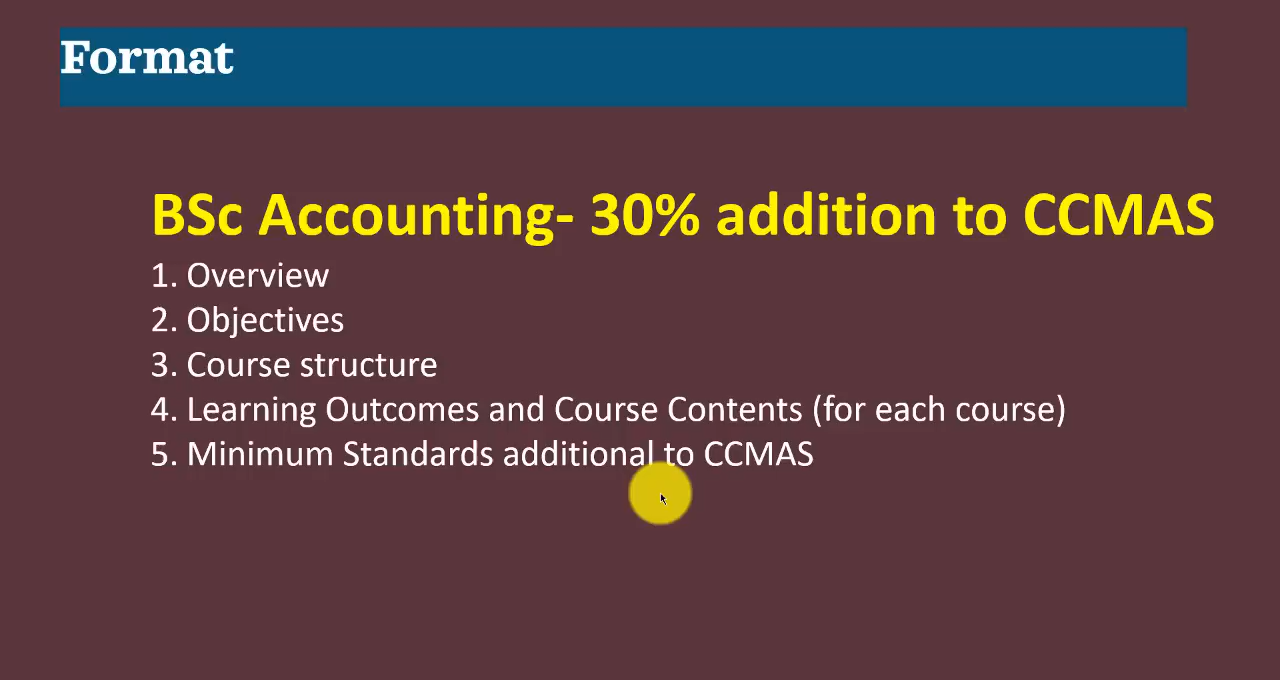 Format
BSc Accounting- 30% addition to CCMAS
1. Overview
2. Objectives
3. Course structure
4. Learning Outcomes and Course Contents (for each course)
5. Minimum Standards additional to CCMAS